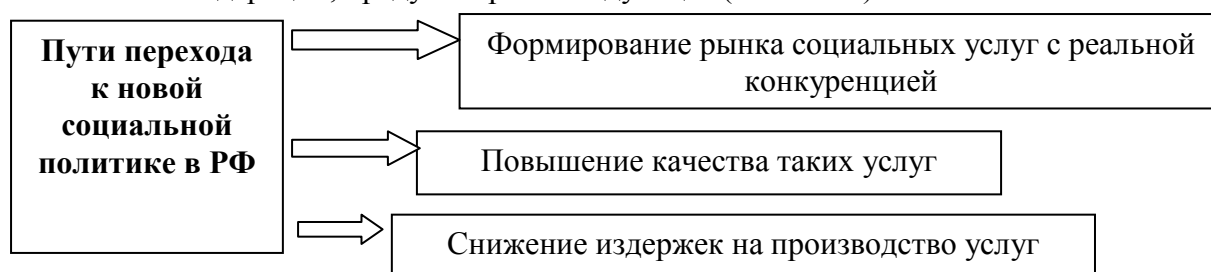 Пути перехода
к новой
социальной
политике в РФ
Формирование рынка социальных услуг с реальной
конкуренцией
Повышение качества таких услуг
Снижение издержек на производство услуг